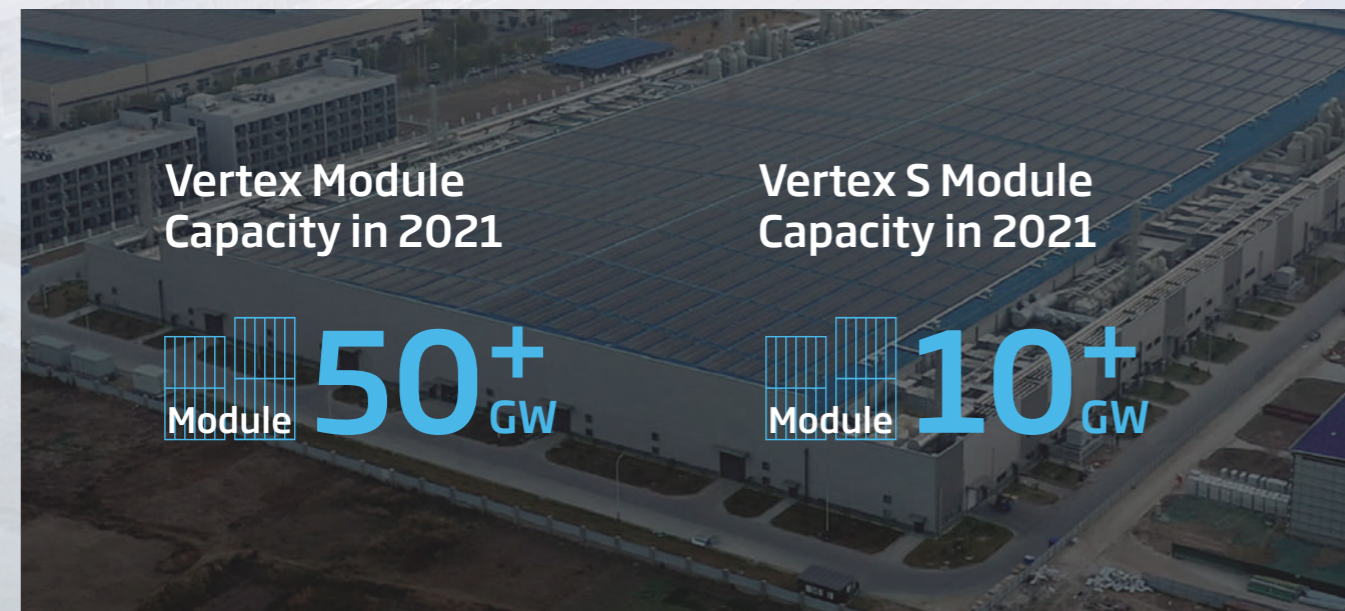 Vertex Module
Capacity in 2021
Module 50+ GW
Vertex S Module
Capacity in 2021
Module 10+ GW